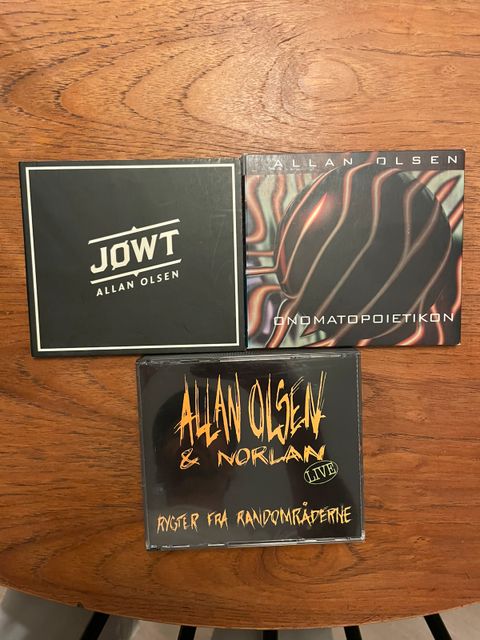 JØWT
ALLAN OLSEN
ALLAN OLSEN
ONOMATOPOIETIKON
ALLAN OLSEN
& NORLAN
LIVE
RYGTER FRA RANDOMRÅDERNE